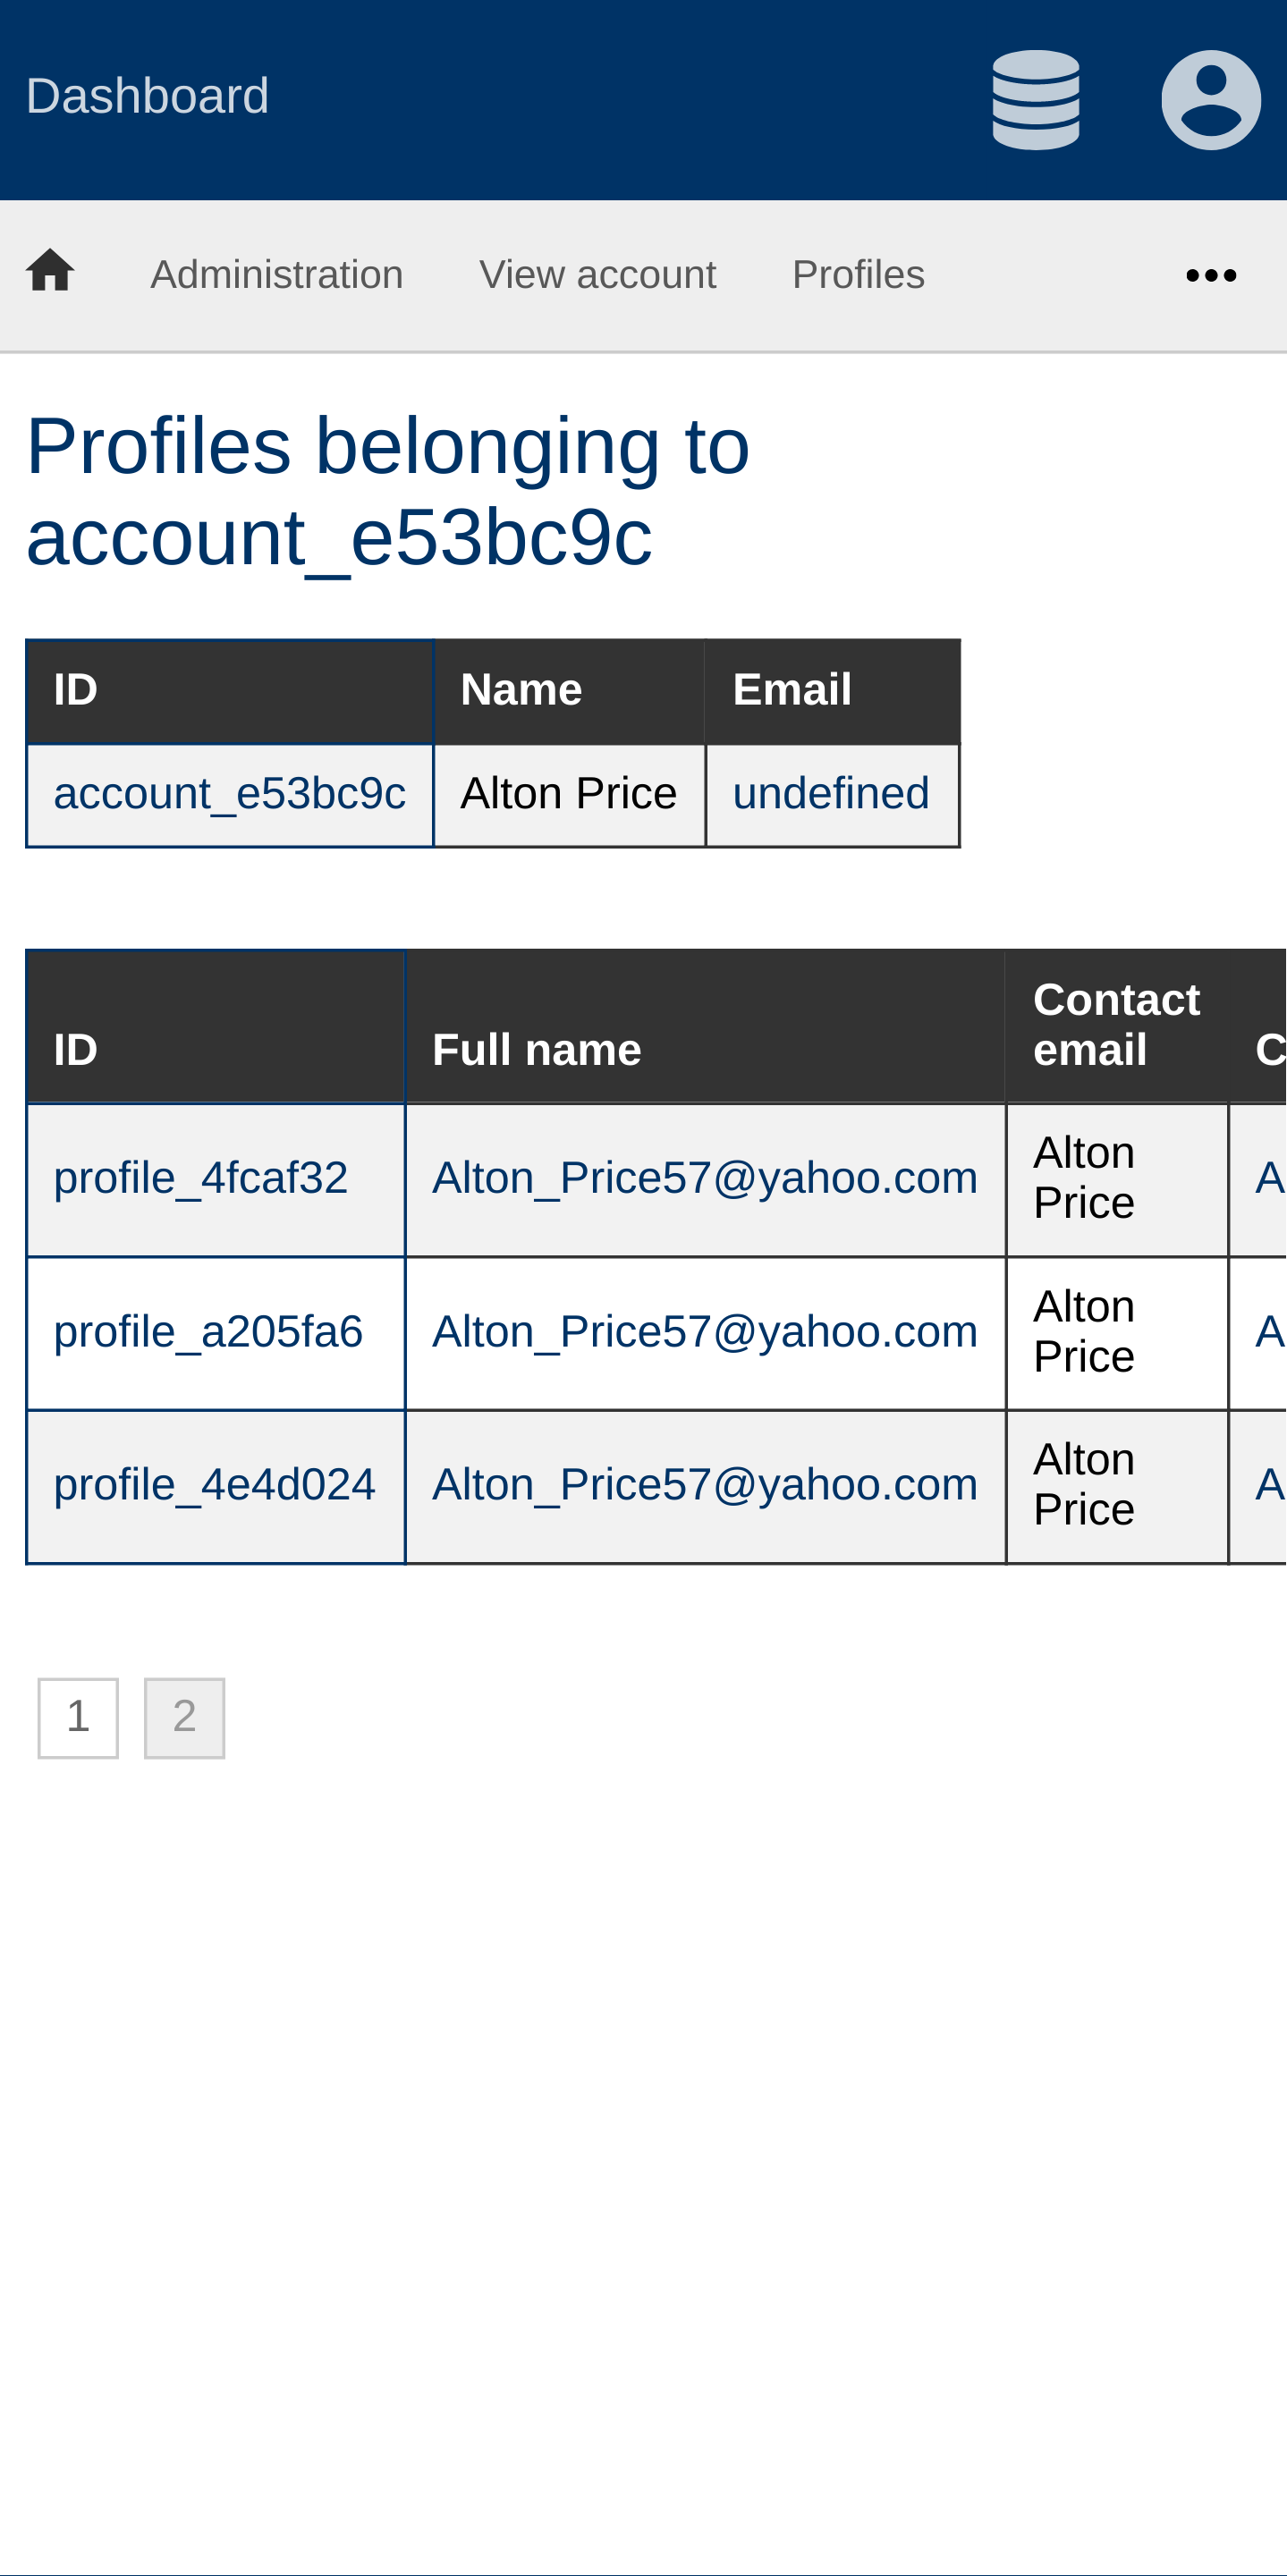 Dashboard
Administration View account Profiles
Profiles belonging to
account_e53bc9c
ID Name Email
account_e53bc9c Alton Price undefined
Contact
ID Full name email C
Alton
profile_4fcaf32 Alton_Price57@yahoo.com A
Price
Alton
profile_a205fa6 Alton_Price57@yahoo.com A
Price
Alton
profile_4e4d024 Alton_Price57@yahoo.com A
Price
1 2